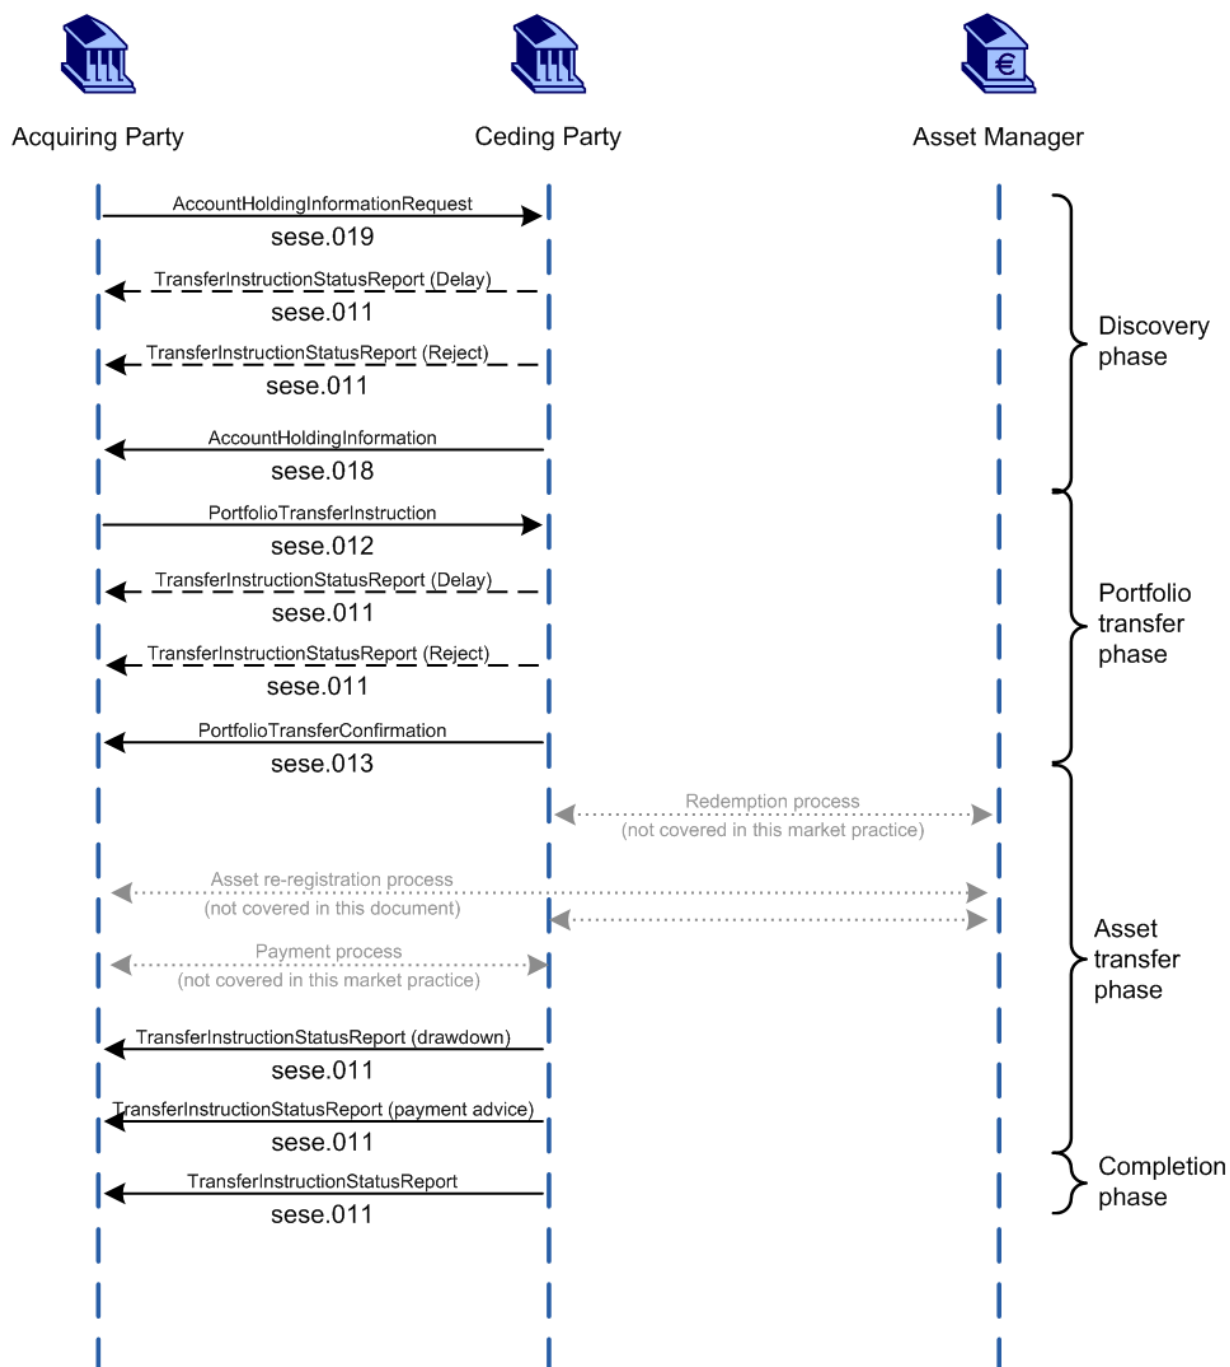 €
Acquiring Party
Ceding Party
Asset Manager
AccountHoldingInformationRequest
sese.019
TransferInstructionStatusReport (Delay)
sese.011
Discovery
phase
TransferInstructionStatusReport (Reject)
sese.011
AccountHoldingInformation
sese.018
PortfolioTransferInstruction
sese.012
TransferInstructionStatusReport (Delay)
sese.011
Portfolio
transfer
phase
TransferInstructionStatusReport (Reject)
sese.011
PortfolioTransferConfirmation
sese.013
Redemption process
(not covered in this market practice)
Asset re-registration process
(not covered in this document)
Asset
transfer
phase
Payment process
(not covered in this market practice)
TransferInstructionStatusReport (drawdown)
sese.011
TransferInstructionStatusReport (payment advice)
sese.011
Completion
phase
TransferInstructionStatusReport
sese.011